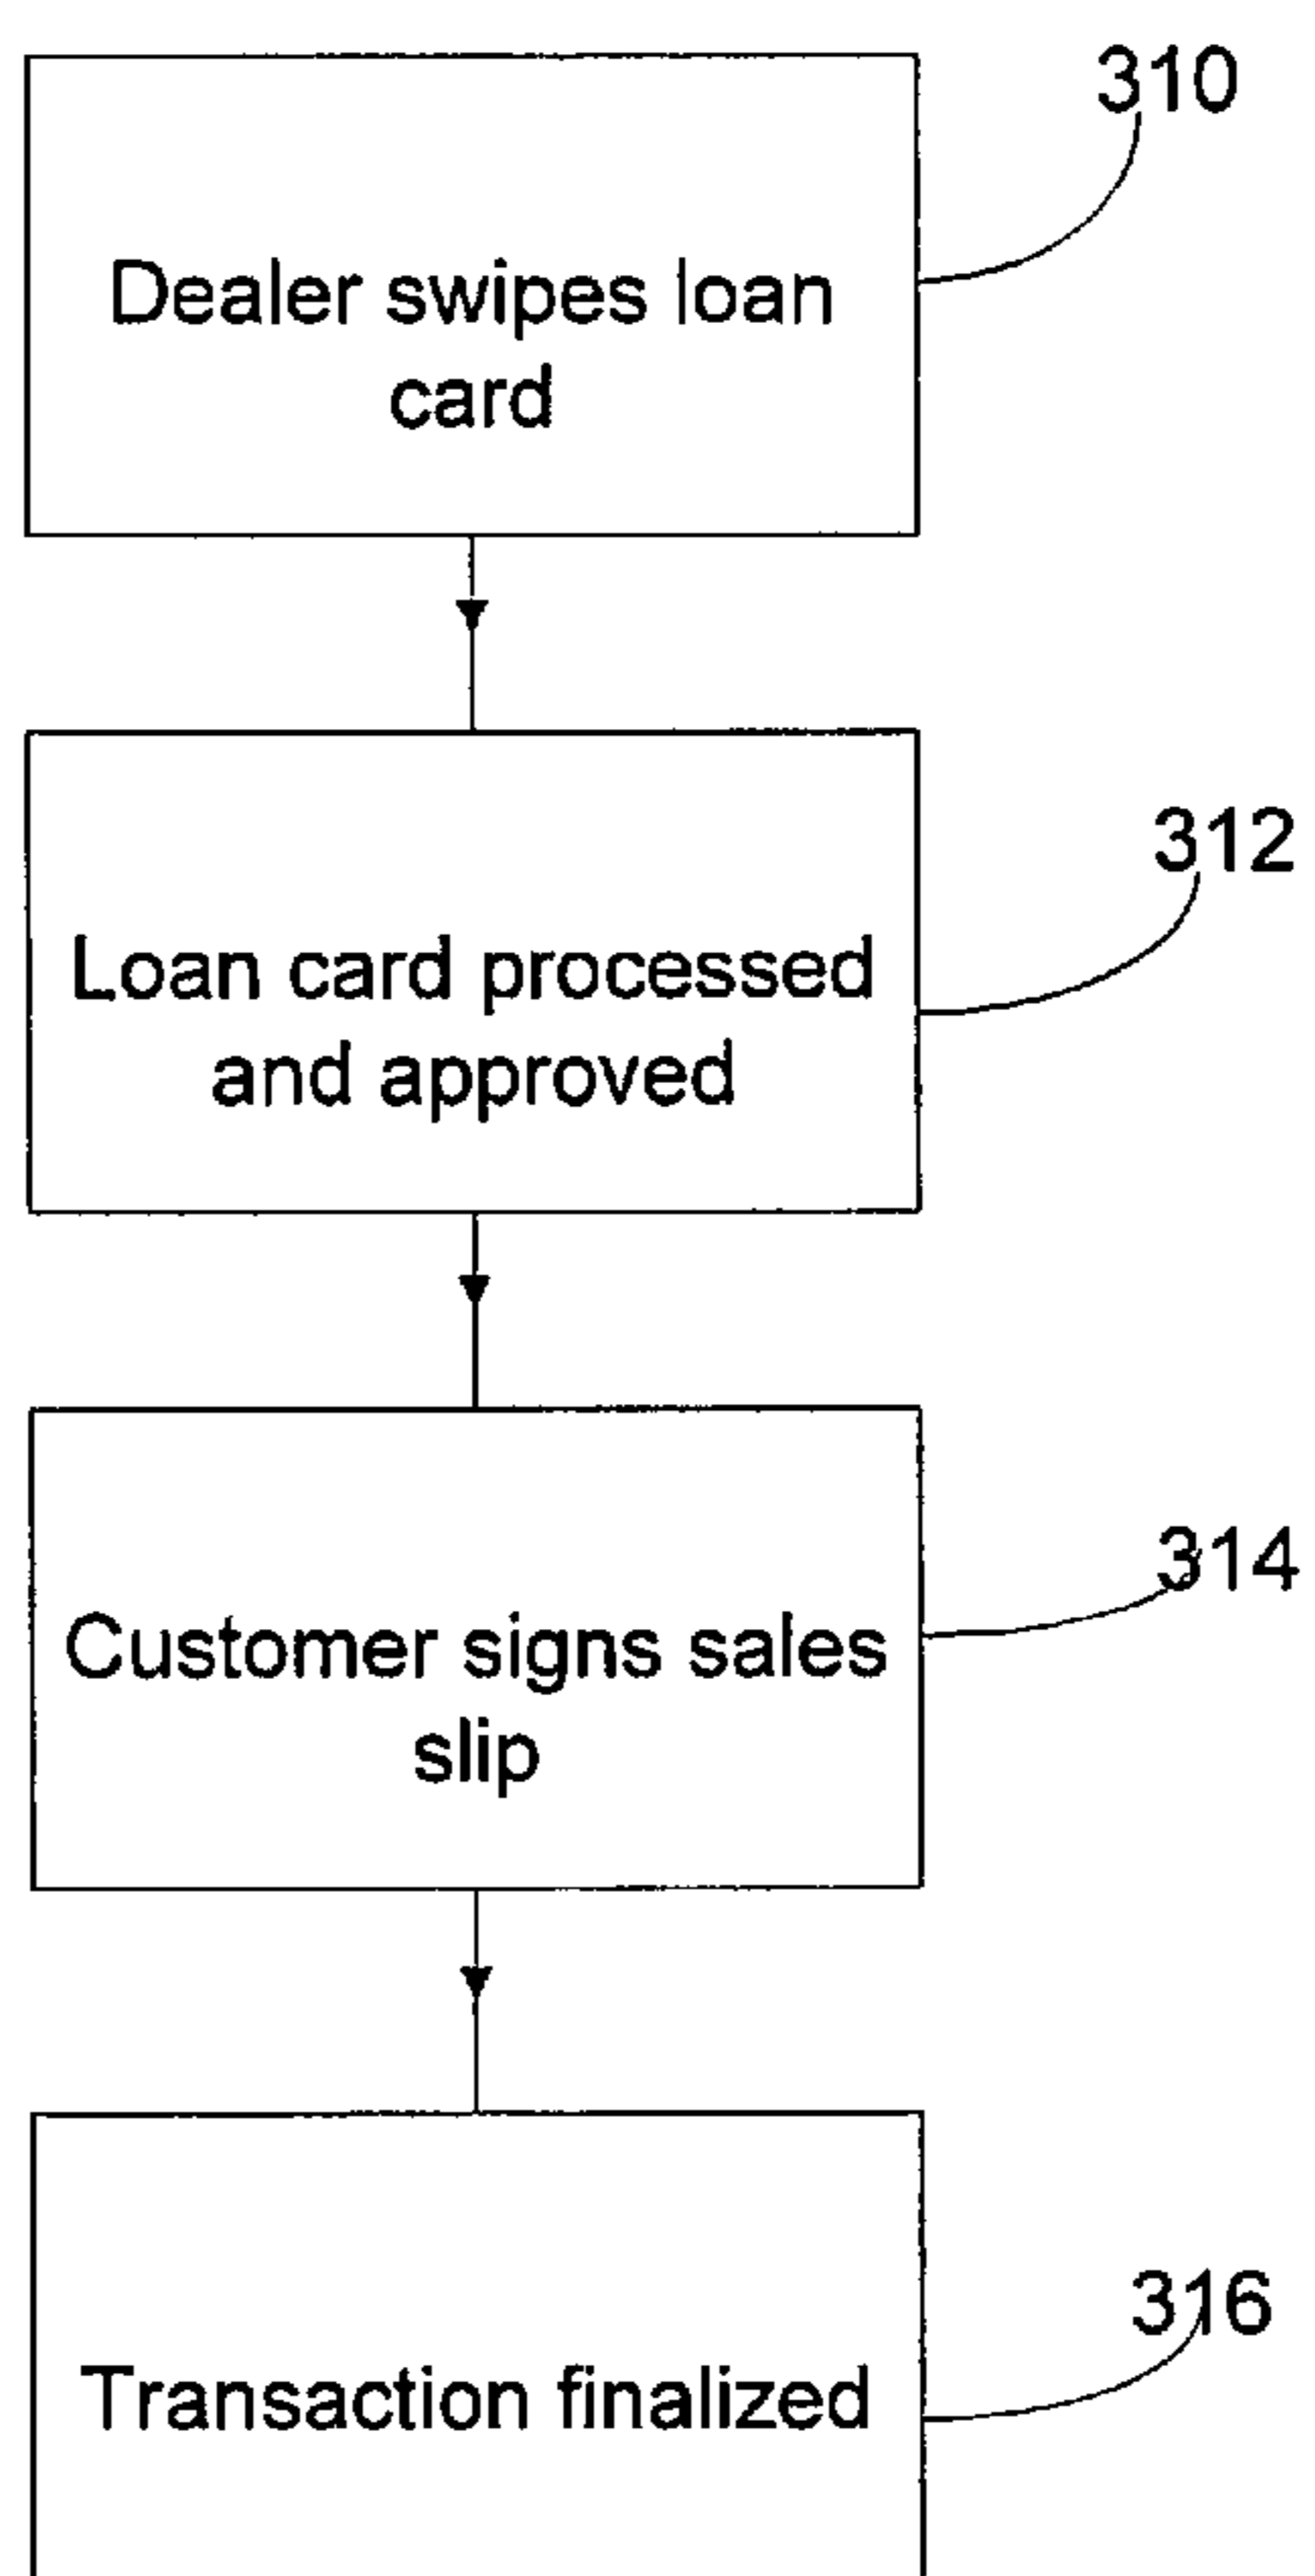 310
Dealer swipes loan
card
312
Loan card processed
and approved
314
Customer signs sales
slip
316
Transaction finalized